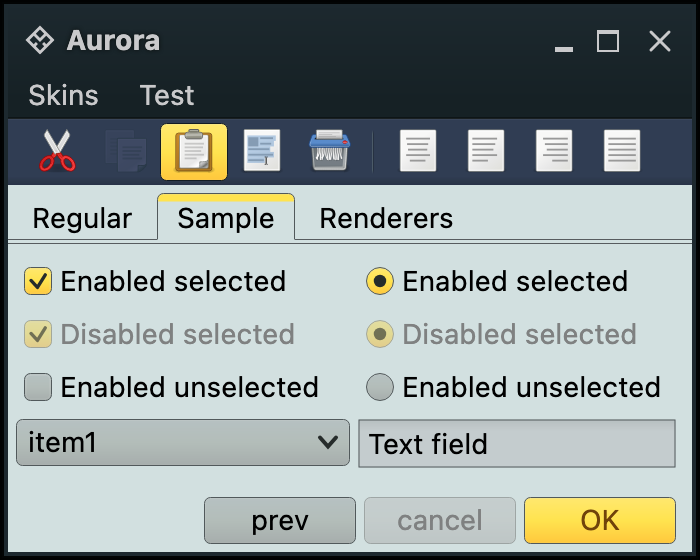 Aurora
Skins Test
Regular Sample Renderers
Enabled selected Enabled selected
Disabled selected Disabled selected
Enabled unselected Enabled unselected
item1 Text field
prev cancel OK